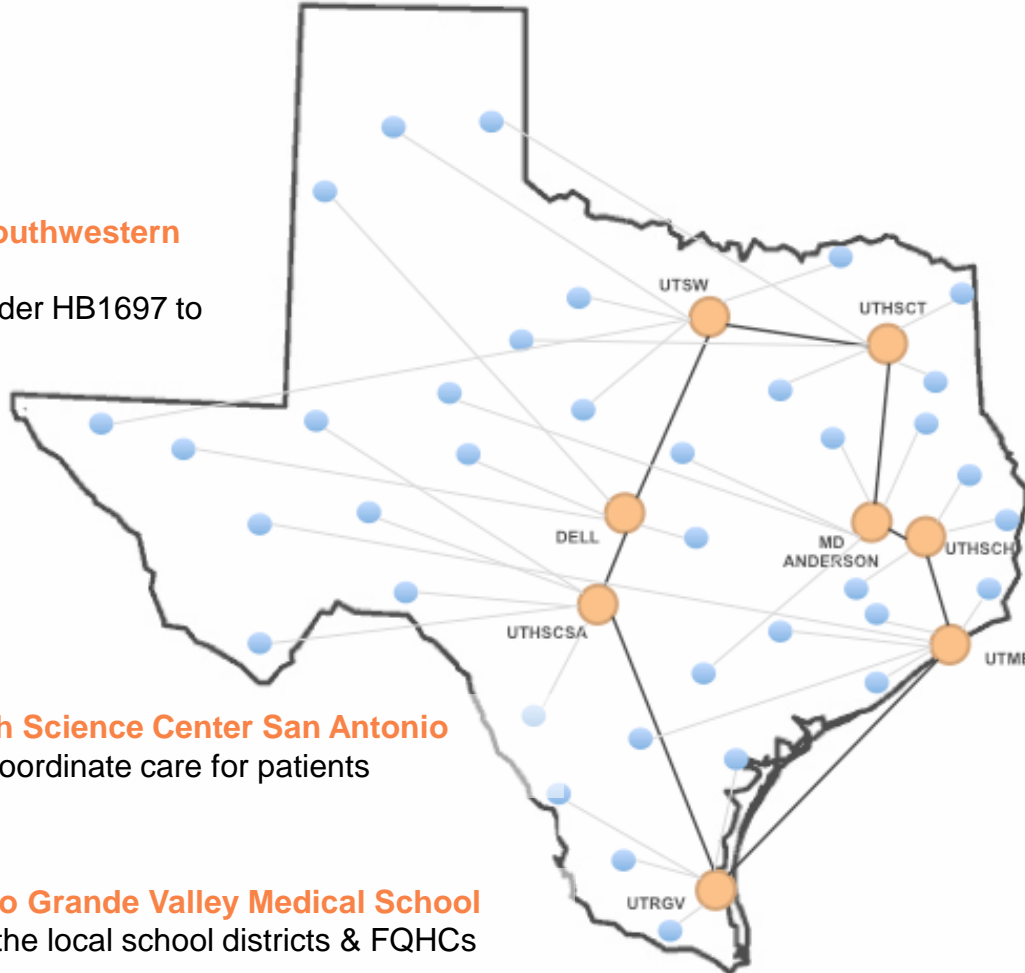 outhwestern
der HB1697 to
UTSW
UTHSCT
DELL
MD
ANDERSON
UTHSCH
UTHSCSA
UTM
h Science Center San Antonio
oordinate care for patients
o Grande Valley Medical School
UTRGV
the local school districts & FQHCs